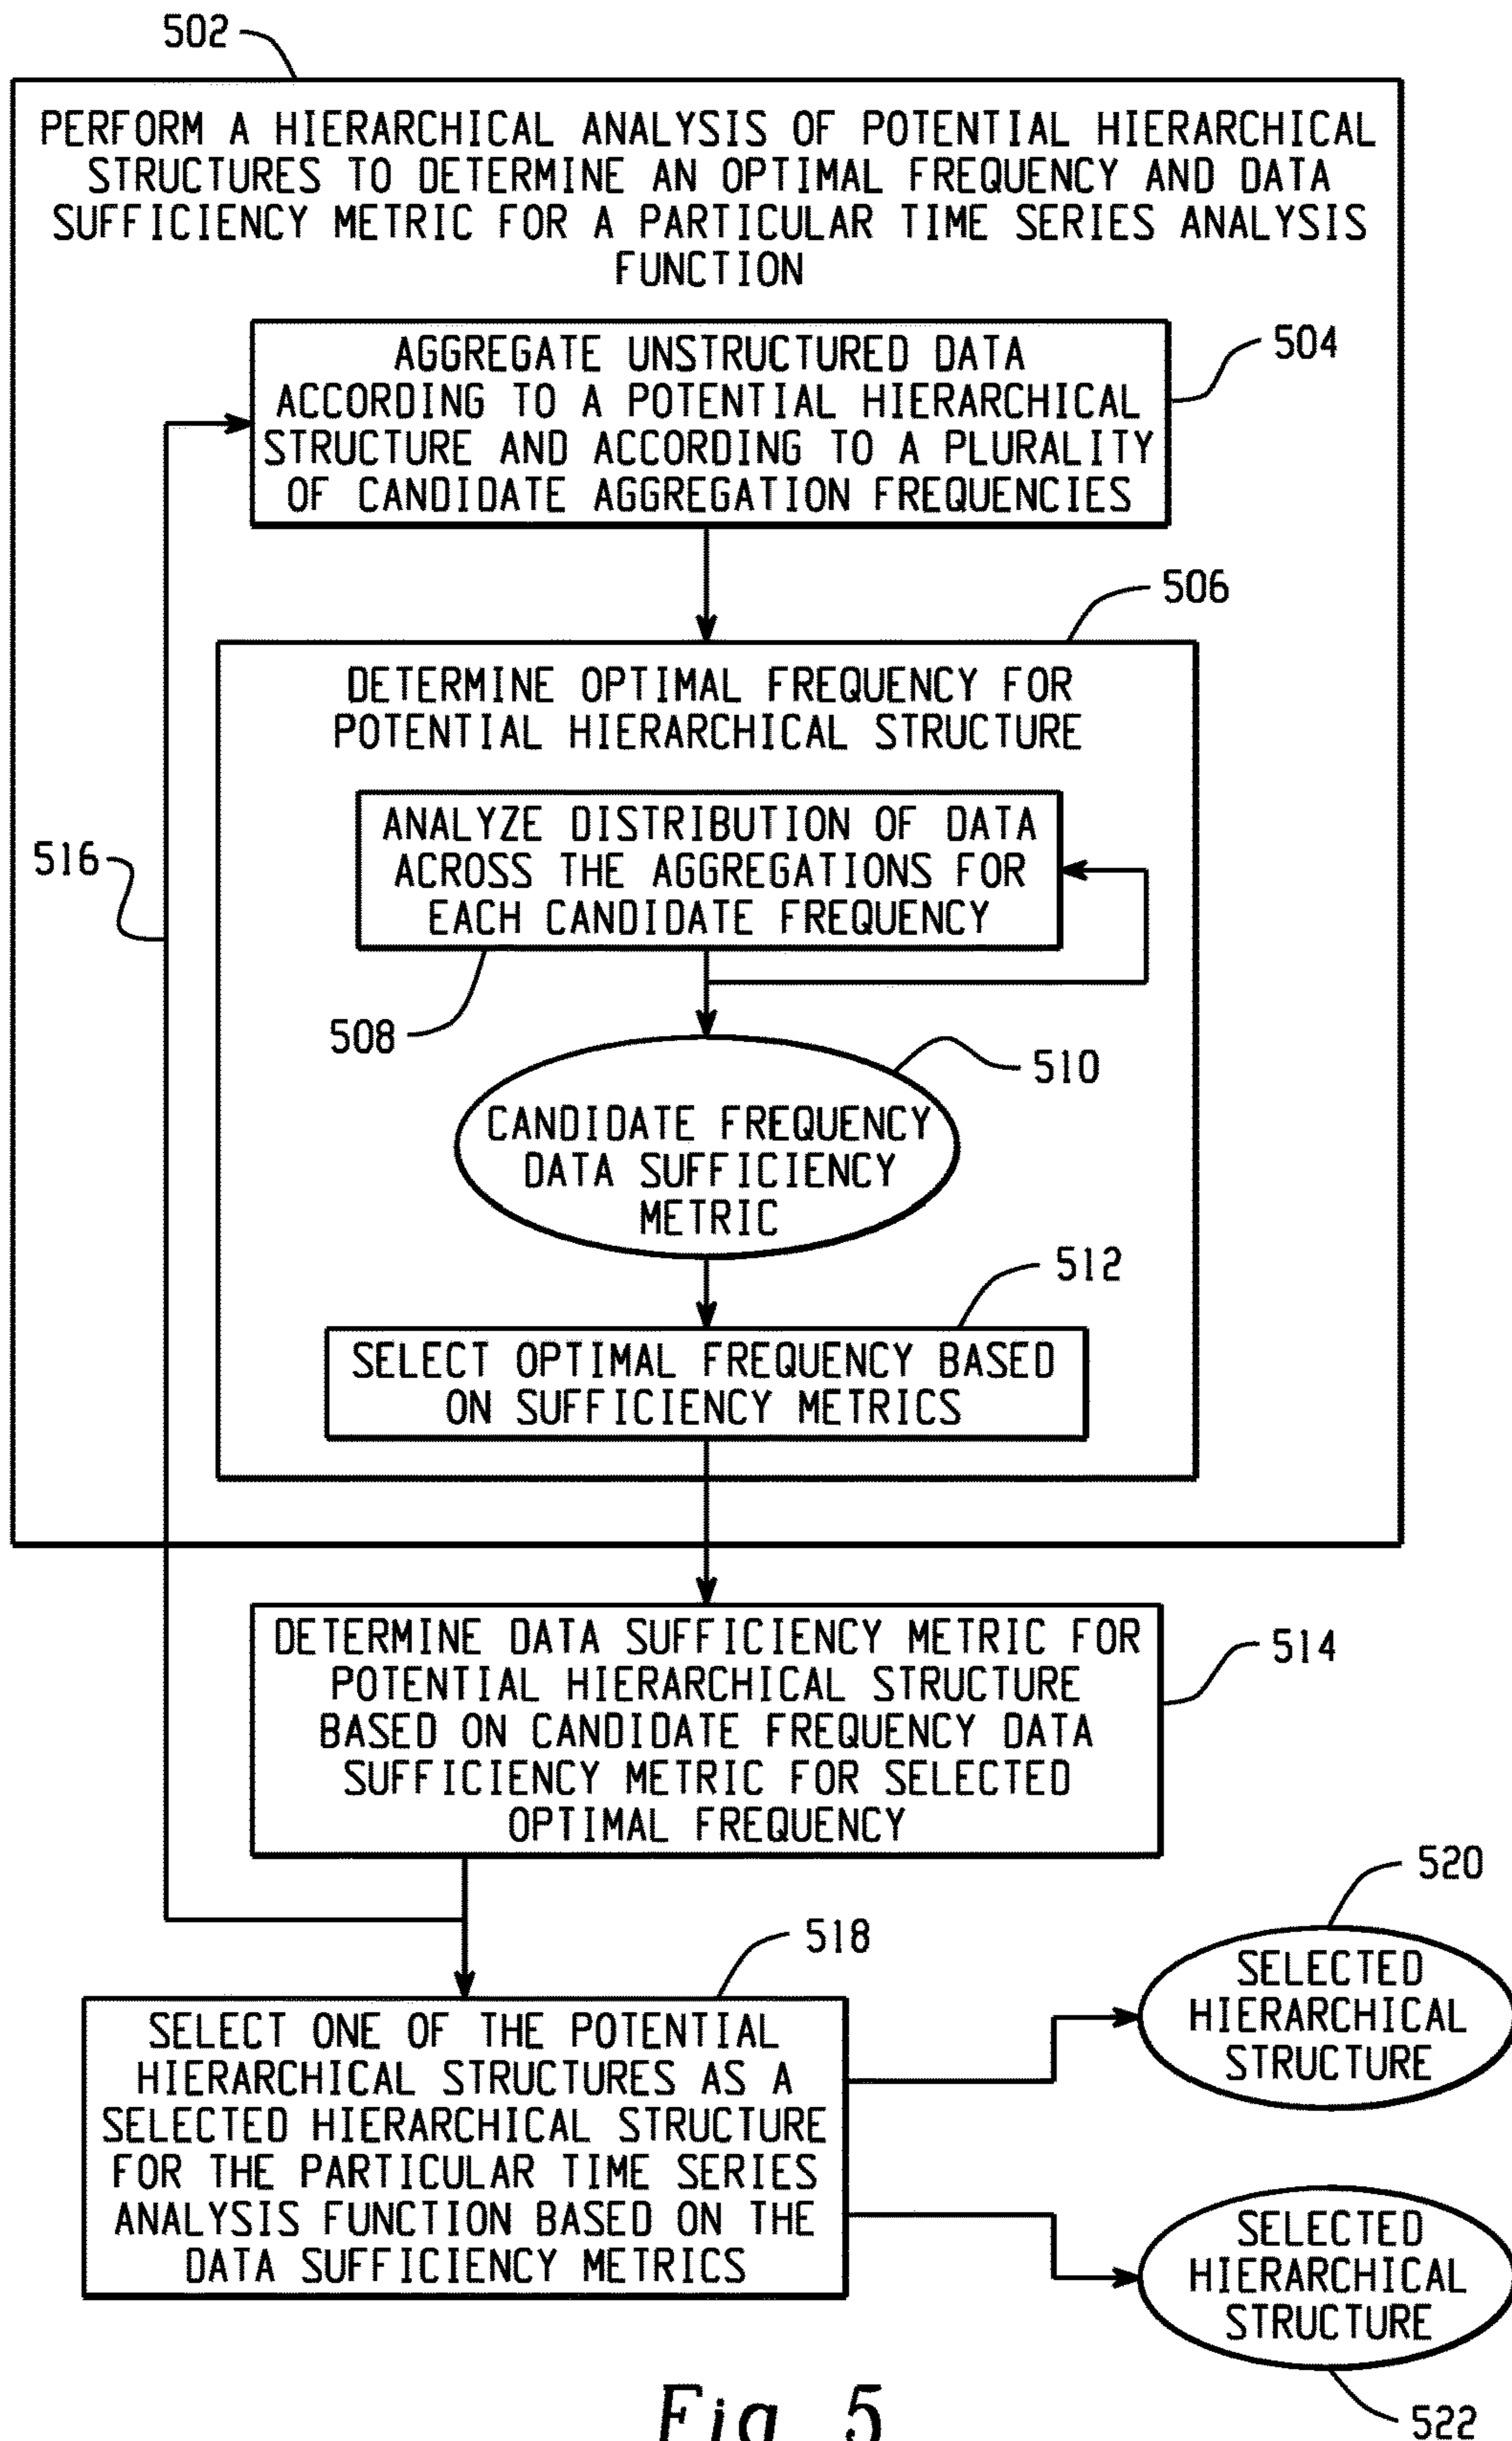 502
PERFORM A HIERARCHICAL ANALYSIS OF POTENTIAL HIERARCHICAL
STRUCTURES TO DETERMINE AN OPTIMAL FREQUENCY AND DATA
SUFFICIENCY METRIC FOR A PARTICULAR TIME SERIES ANALYSIS
FUNCTION
504
AGGREGATE UNSTRUCTURED DATA
ACCORDING TO A POTENTIAL HIERARCHICAL
STRUCTURE AND ACCORDING TO A PLURALITY
OF CANDIDATE AGGREGATION FREQUENCIES
506
DETERMINE OPTIMAL FREQUENCY FOR
POTENTIAL HIERARCHICAL STRUCTURE
ANALYZE DISTRIBUTION OF DATA
ACROSS THE AGGREGATIONS FOR
EACH CANDIDATE FREQUENCY
516
508
510
CANDIDATE FREQUENCY
DATA SUFFICIENCY
METRIC
512
SELECT OPTIMAL FREQUENCY BASED
ON SUFFICIENCY METRICS
DETERMINE DATA SUFFICIENCY METRIC FOR
POTENTIAL HIERARCHICAL STRUCTURE
BASED ON CANDIDATE FREQUENCY DATA
SUFFICIENCY METRIC FOR SELECTED
OPTIMAL FREQUENCY
514
518
SELECT ONE OF THE POTENTIAL
HIERARCHICAL STRUCTURES AS A
SELECTED HIERARCHICAL STRUCTURE
FOR THE PARTICULAR TIME SERIES
ANALYSIS FUNCTION BASED ON THE
DATA SUFFICIENCY METRICS
520
SELECTED
HIERARCHICAL
STRUCTURE
SELECTED
HIERARCHICAL
STRUCTURE
522
Fig 5